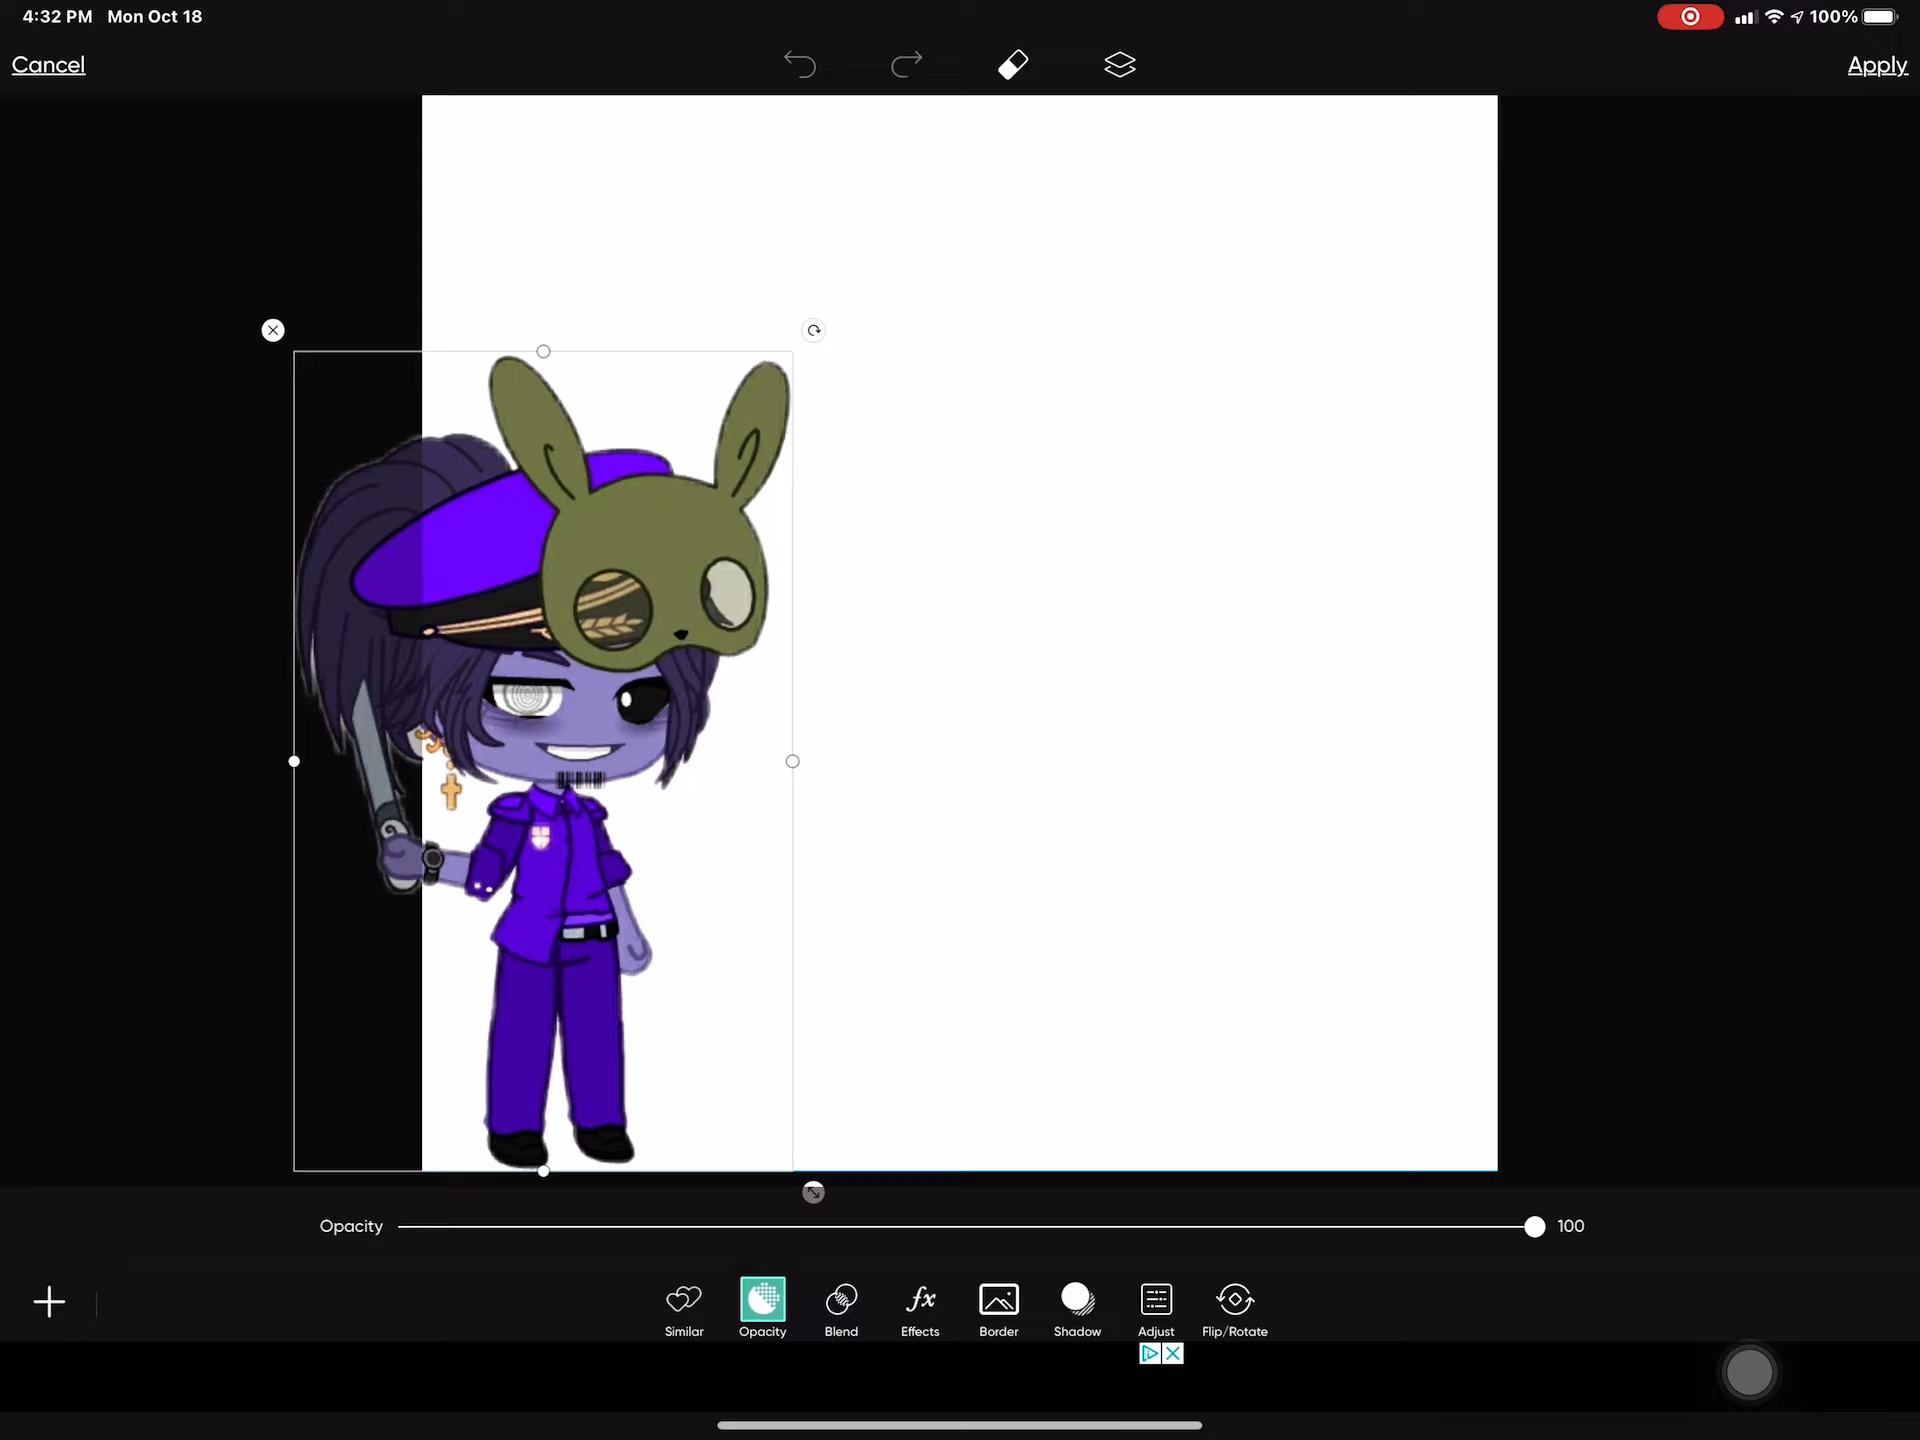 4:32 PM Mon Oct 18
100%
Cancel
Apply
Opacity
100
Similar
Opacity
Blend
fx
Effects
Border
Shadow
Adjust
Flip/Rotate